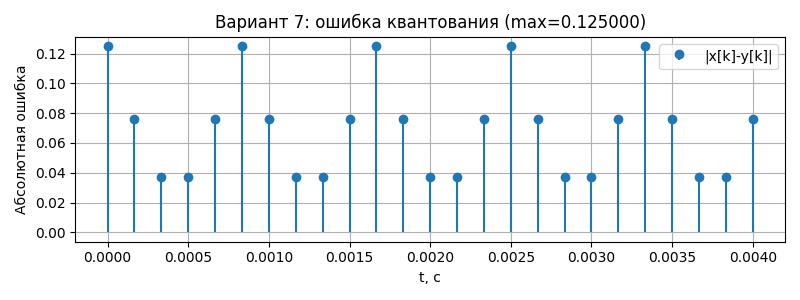 Вариант 7: ошибка квантования (max=0.125000)
|x[k]-y[k]|
Абсолютная ошибка
0.12
0.10
0.08
0.06
0.04
0.02
0.00
0.0000 0.0005 0.0010 0.0015 0.0020 0.0025 0.0030 0.0035 0.0040
t, с